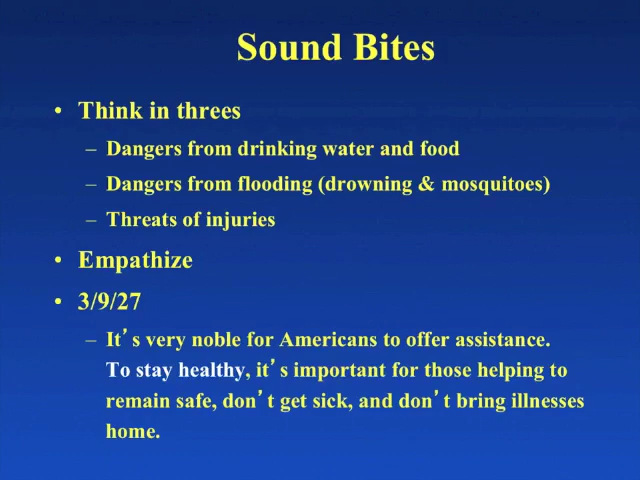 Sound Bites
• Think in threes
– Dangers from drinking water and food
– Dangers from flooding (drowning & mosquitoes)
– Threats of injuries
• Empathize
• 3/9/27
– It’s very noble for Americans to offer assistance.
To stay healthy, it’s important for those helping to
remain safe, don’t get sick, and don’t bring illnesses
home.